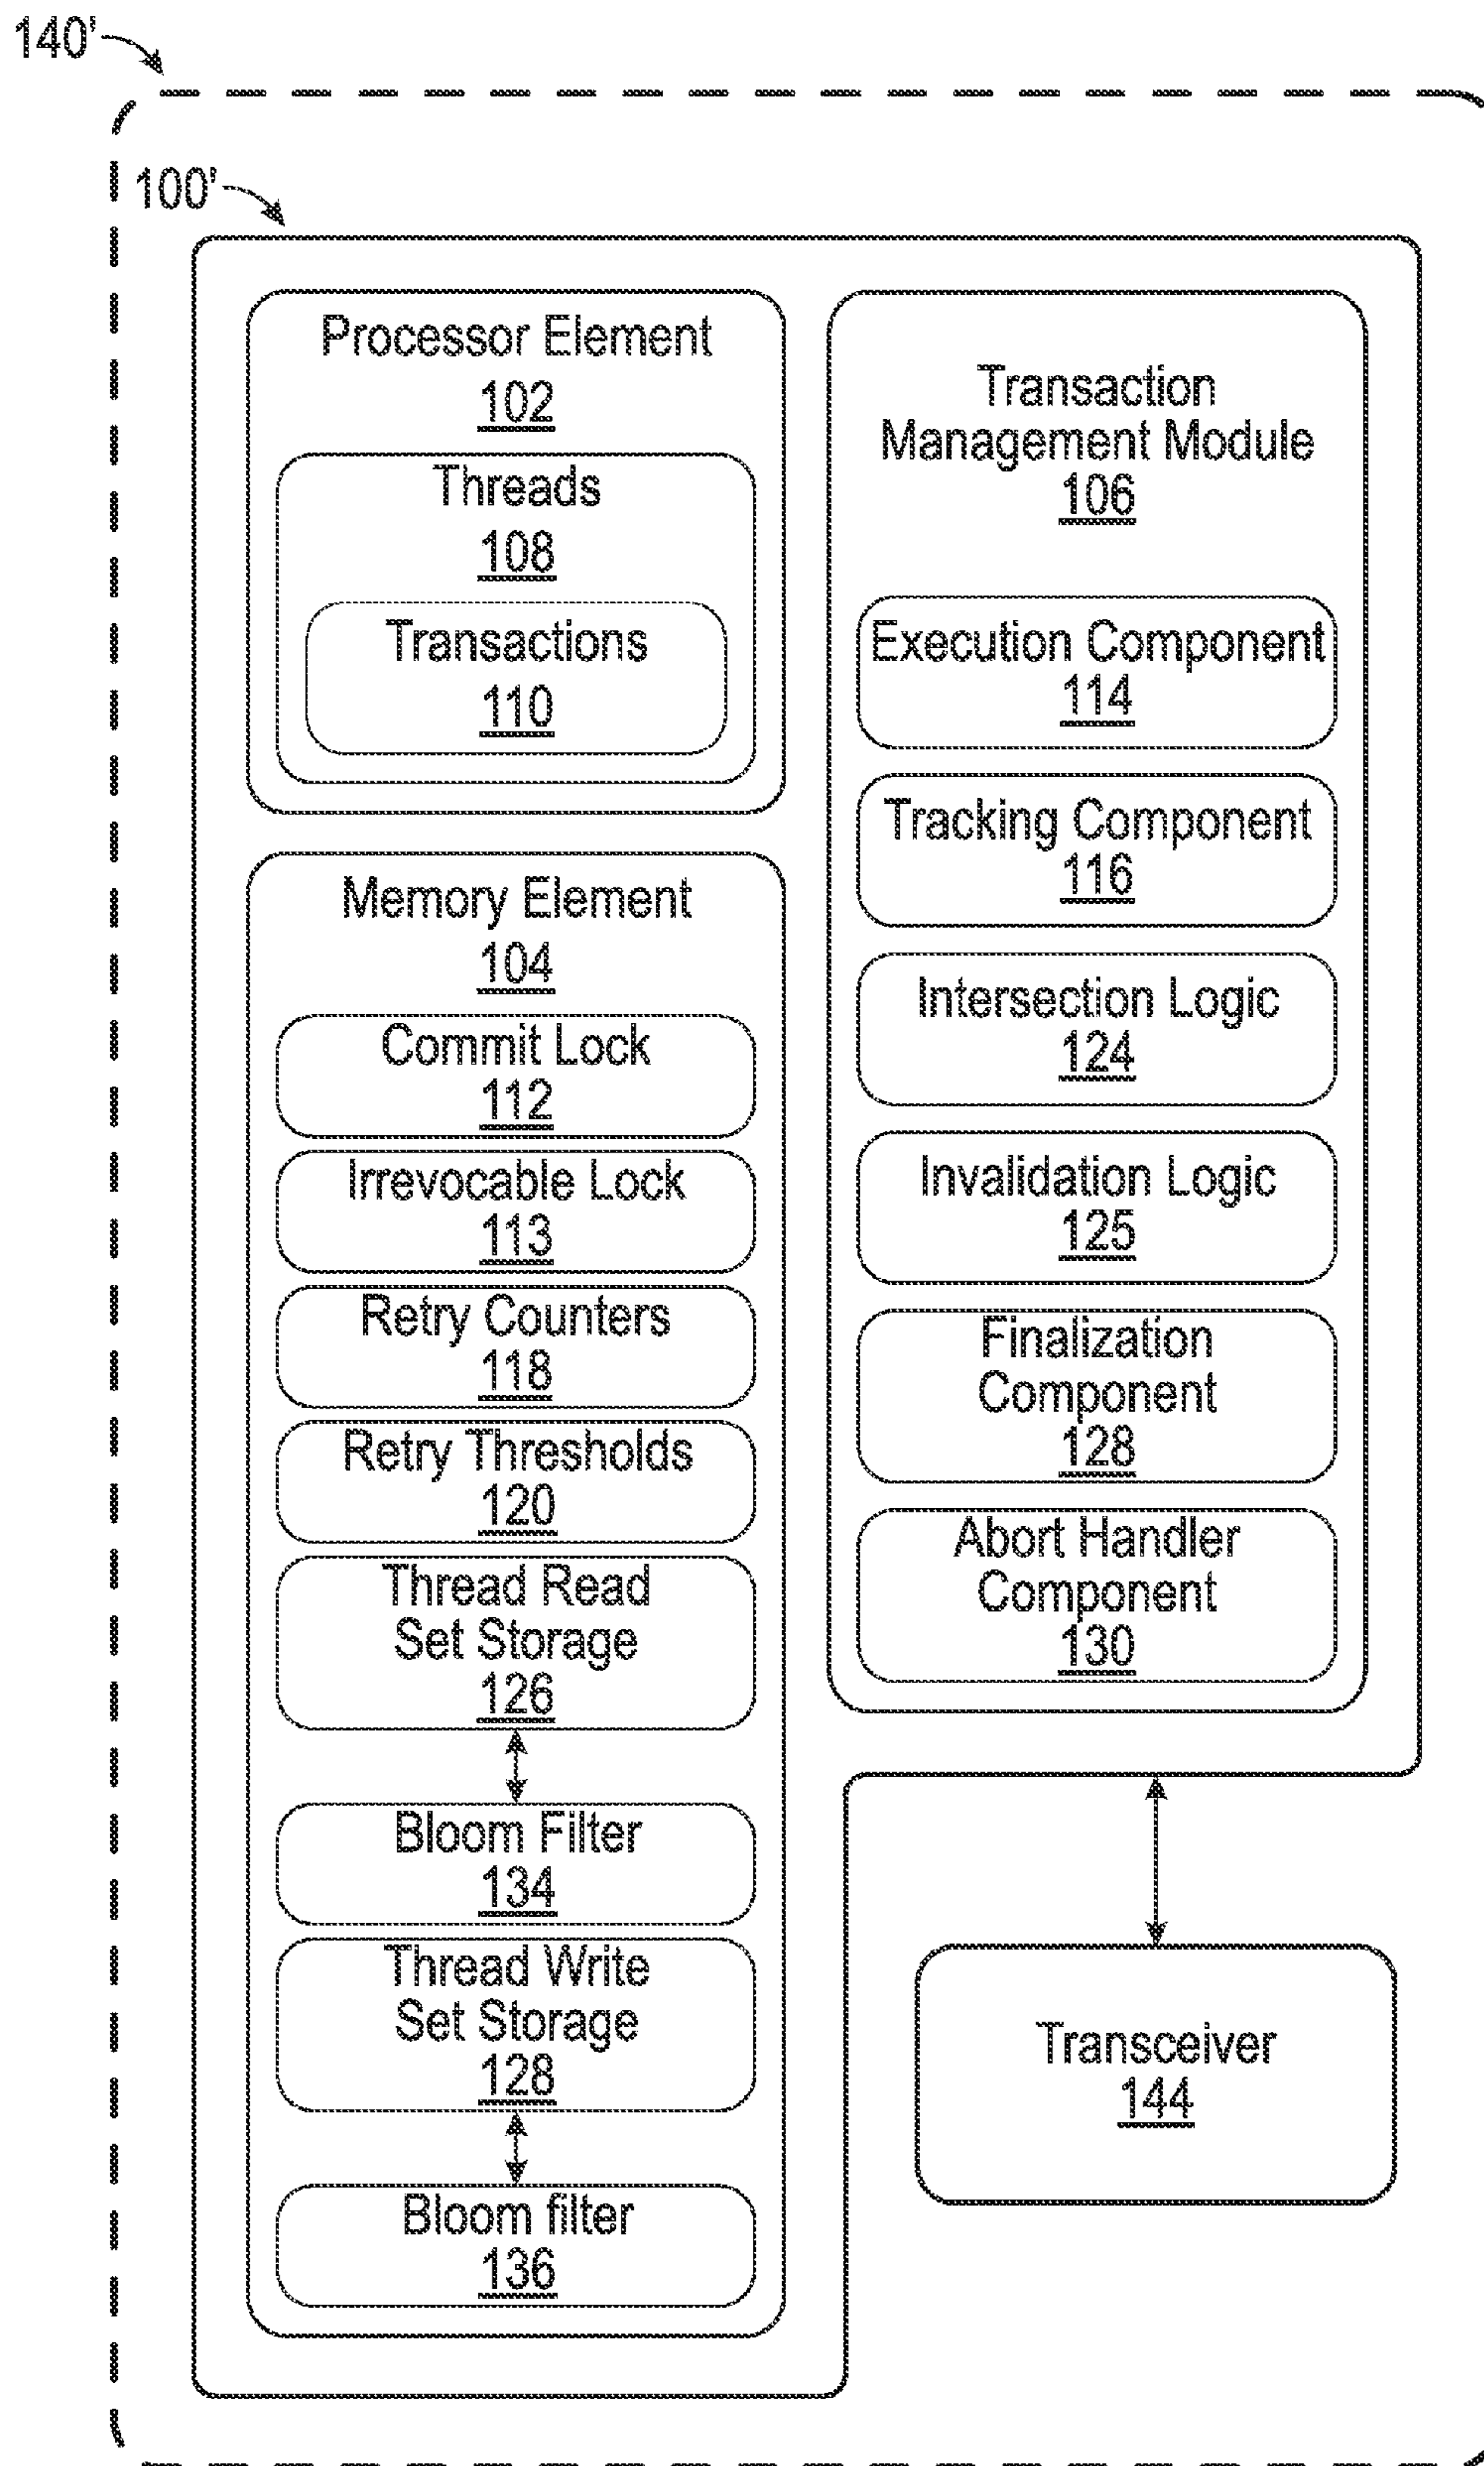 140'
100'
Processor Element
102
Threads
108
Transactions
110
Memory Element
104
Commit Lock
112
Irrevocable Lock
113
Retry Counters
118
Retry Thresholds
120
Thread Read
Set Storage
126
Bloom Filter
134
Thread Write
Set Storage
128
Bloom filter
136
Transaction
Management Module
106
Execution Component
114
Tracking Component
116
Intersection Logic
124
Invalidation Logic
125
Finalization
Component
128
Abort Handler
Component
130
Transceiver
144